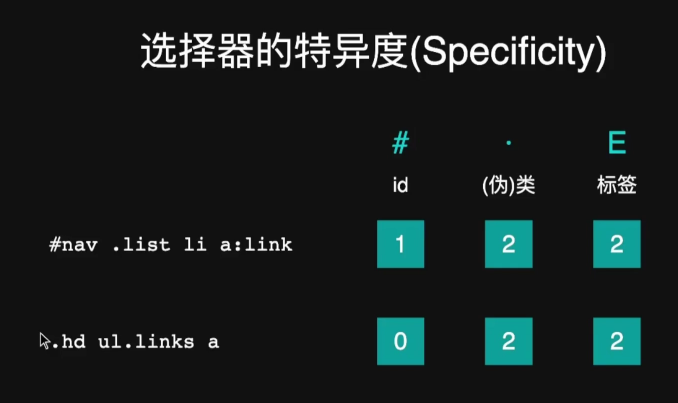 选择器的特异度(Specificity)
# · E
id (伪)类 标签
#nav .list li a:link 1 2 2
.hd ul.links a 0 2 2